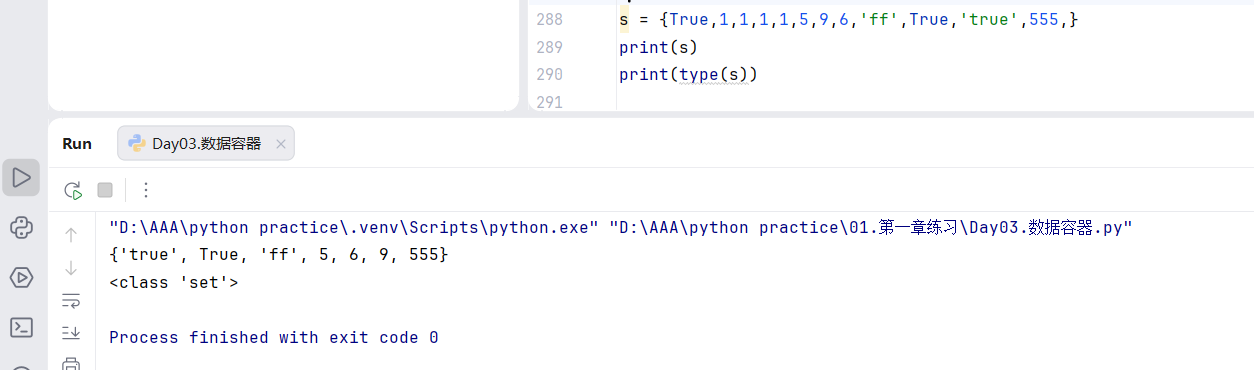 288 s = {True,1,1,1,1,5,9,6,'ff',True,'true',555,}
289 print(s)
290 print(type(s))
291
Run Day03.数据容器
"D:\AAA\python practice\.venv\Scripts\python.exe" "D:\AAA\python practice\01.第一章练习\Day03.数据容器.py"
{'true', True, 'ff', 5, 6, 9, 555}
<class 'set'>
Process finished with exit code 0